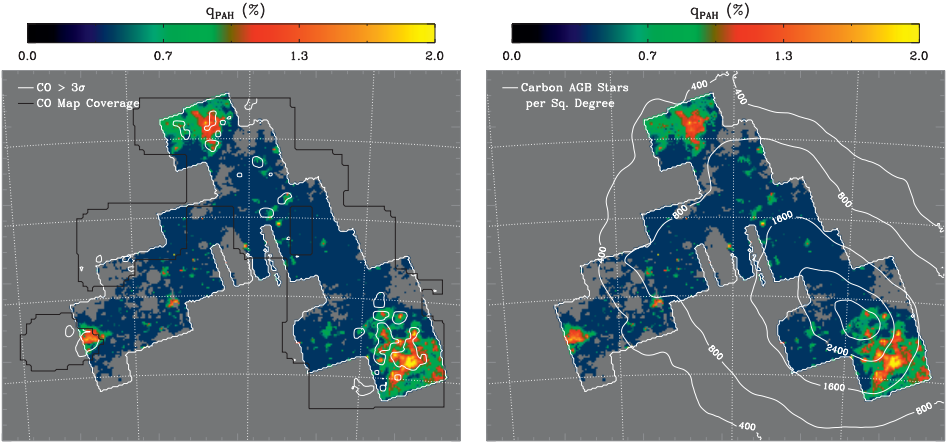 q_PAH (%)
0.0 0.7 1.3 2.0
CO > 3σ
CO Map Coverage
q_PAH (%)
0.0 0.7 1.3 2.0
Carbon AGB Stars
per Sq. Degree
400
400
800
800
1600
400
2400
800
1600
800
400